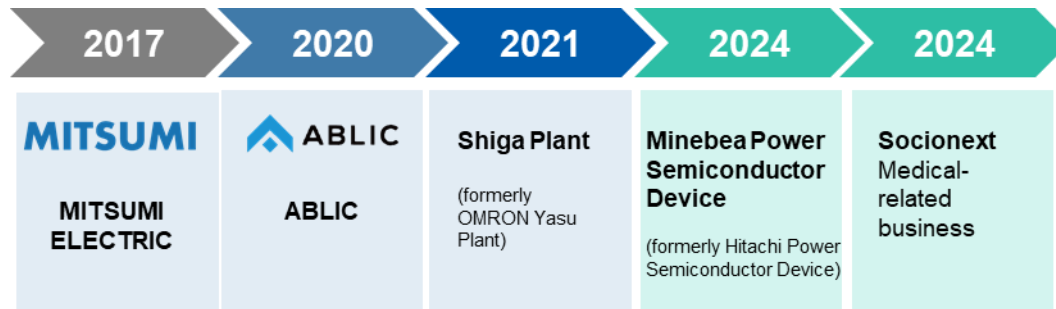 2017
2020
2021
2024
2024
MITSUMI
MITSUMI
ELECTRIC
ABLIC
ABLIC
Shiga Plant
(formerly
OMRON Yasu
Plant)
Minebea Power
Semiconductor
Device
(formerly Hitachi Power
Semiconductor Device)
Socionext
Medical-
related
business